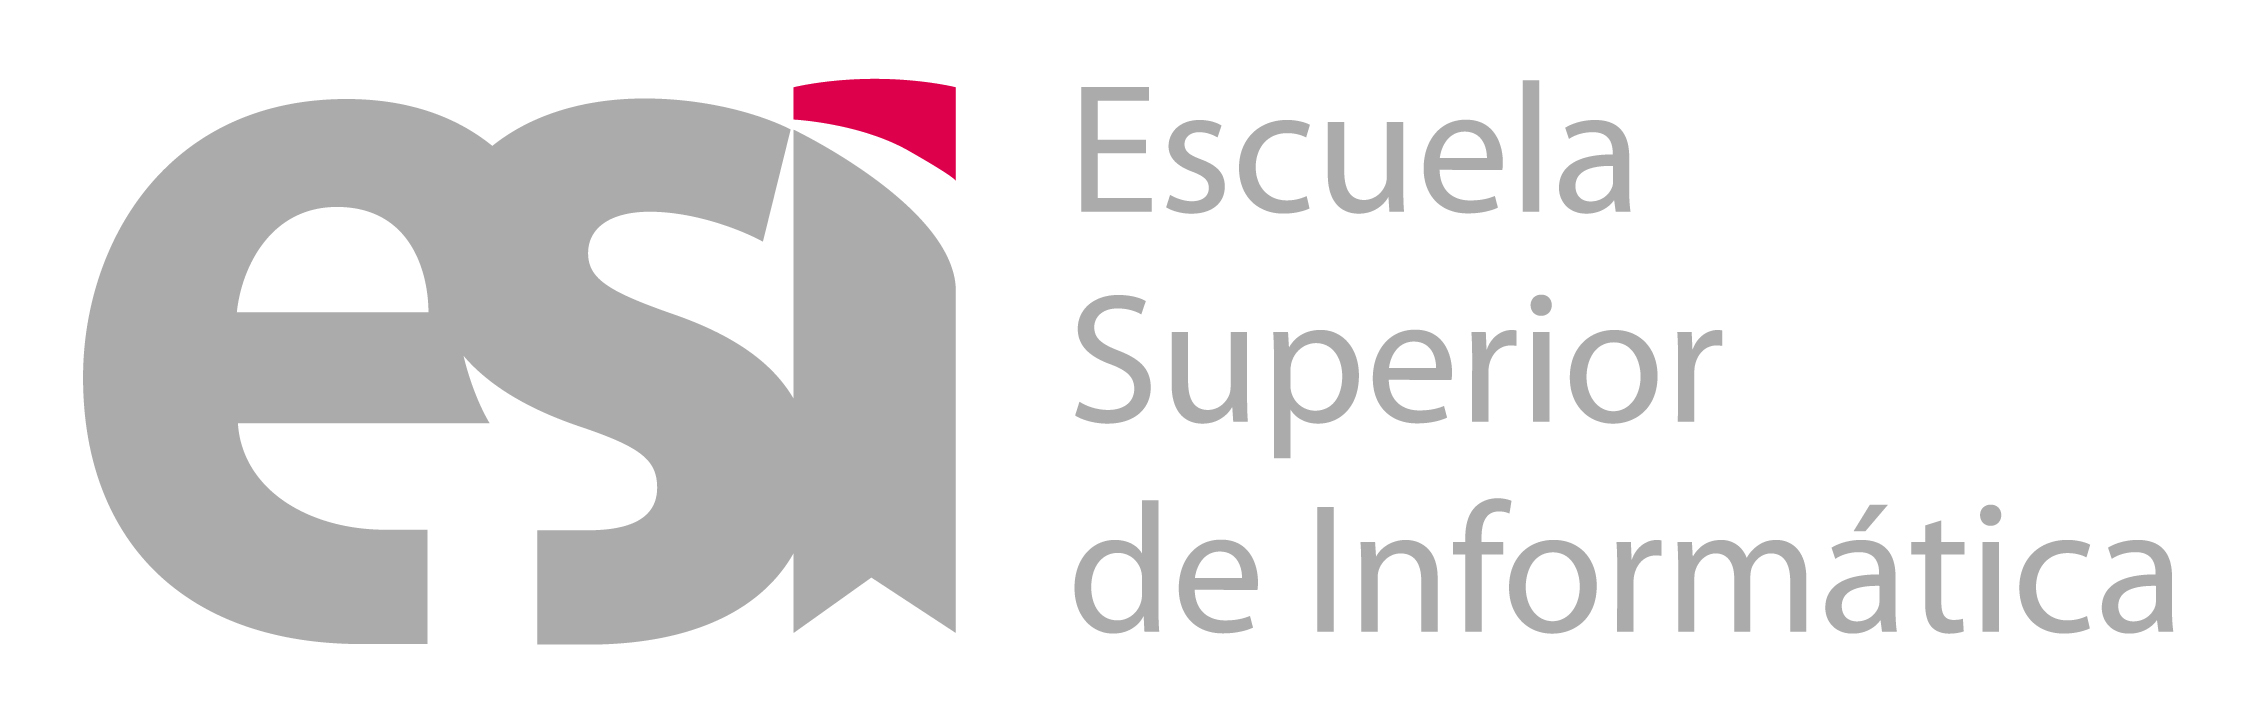 esi
Escuela
Superior
de Informática